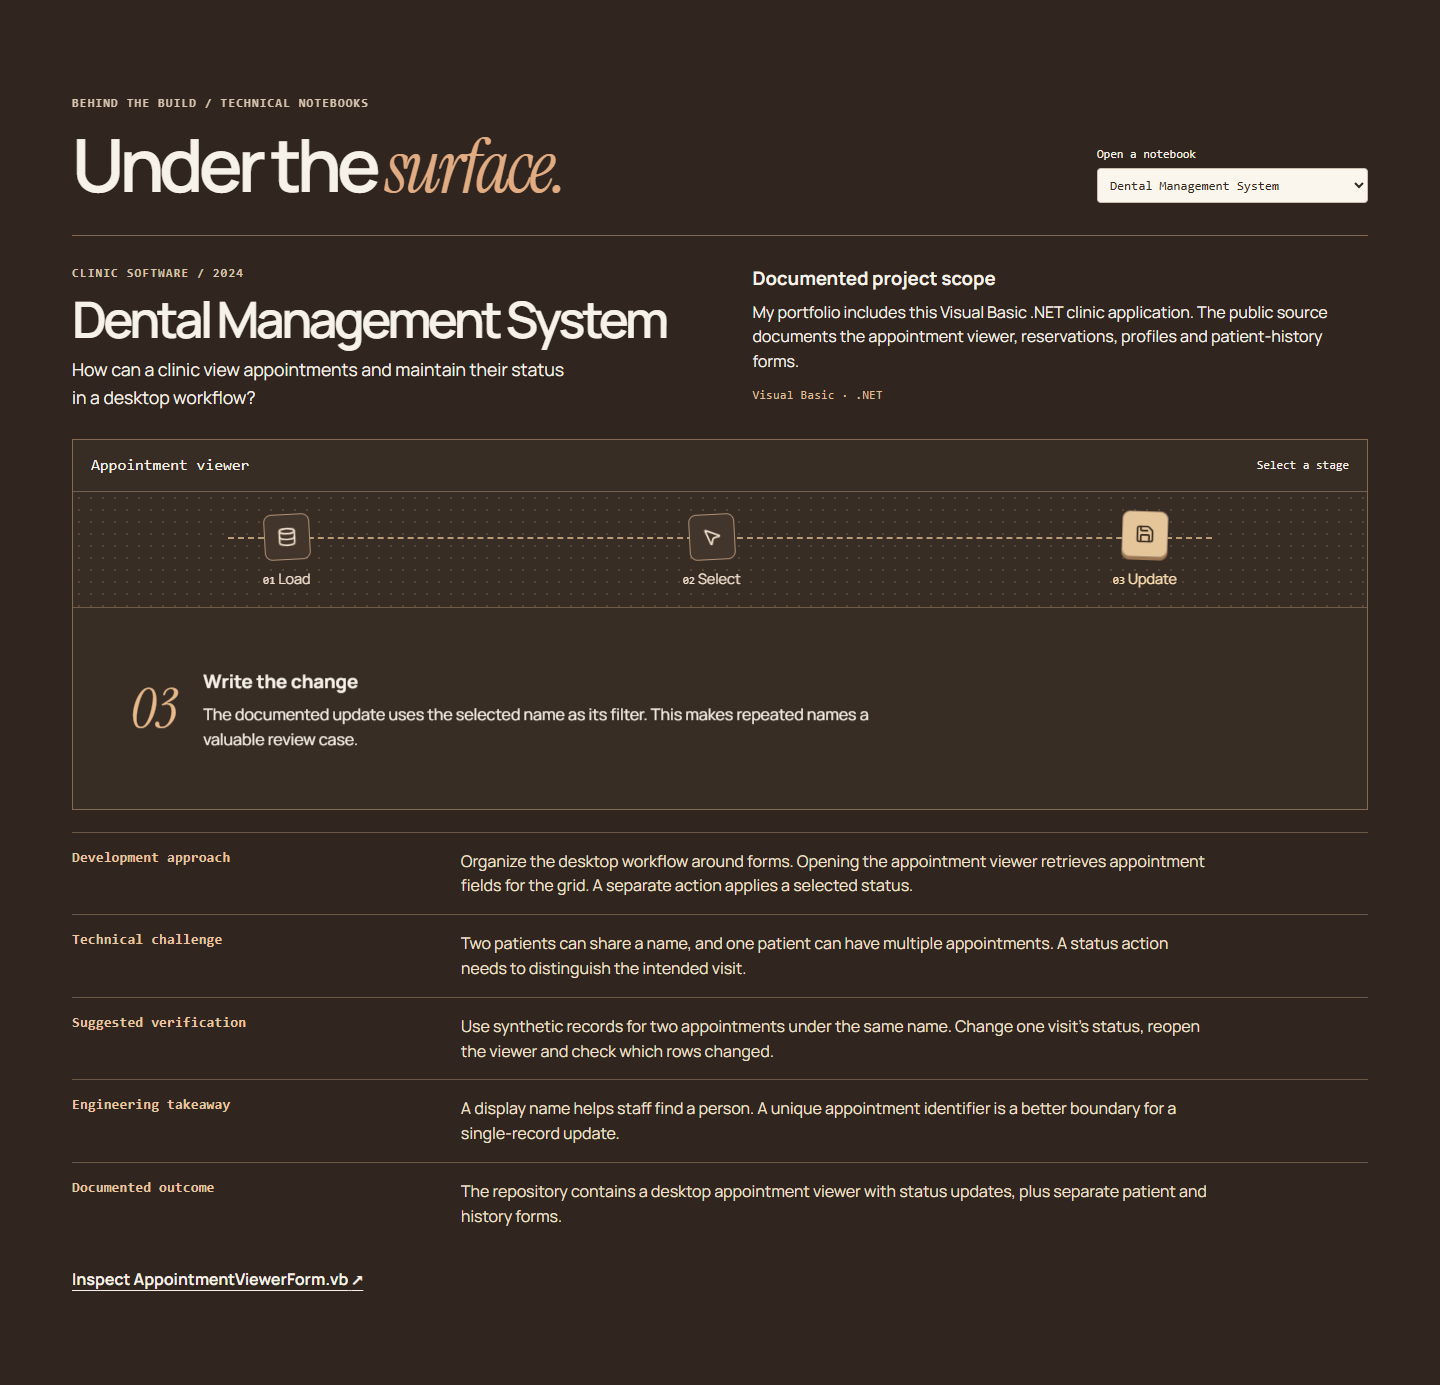 BEHIND THE BUILD / TECHNICAL NOTEBOOKS
Under the surface.
Open a notebook
Dental Management System
CLINIC SOFTWARE / 2024
Dental Management System
How can a clinic view appointments and maintain their status
in a desktop workflow?
Documented project scope
My portfolio includes this Visual Basic .NET clinic application. The public source
documents the appointment viewer, reservations, profiles and patient-history
forms.
Visual Basic · .NET
Appointment viewer
Select a stage
01 Load
02 Select
03 Update
03
Write the change
The documented update uses the selected name as its filter. This makes repeated names a
valuable review case.
Development approach
Organize the desktop workflow around forms. Opening the appointment viewer retrieves appointment
fields for the grid. A separate action applies a selected status.
Technical challenge
Two patients can share a name, and one patient can have multiple appointments. A status action
needs to distinguish the intended visit.
Suggested verification
Use synthetic records for two appointments under the same name. Change one visit's status, reopen
the viewer and check which rows changed.
Engineering takeaway
A display name helps staff find a person. A unique appointment identifier is a better boundary for a
single-record update.
Documented outcome
The repository contains a desktop appointment viewer with status updates, plus separate patient and
history forms.
Inspect AppointmentViewerForm.vb ↗